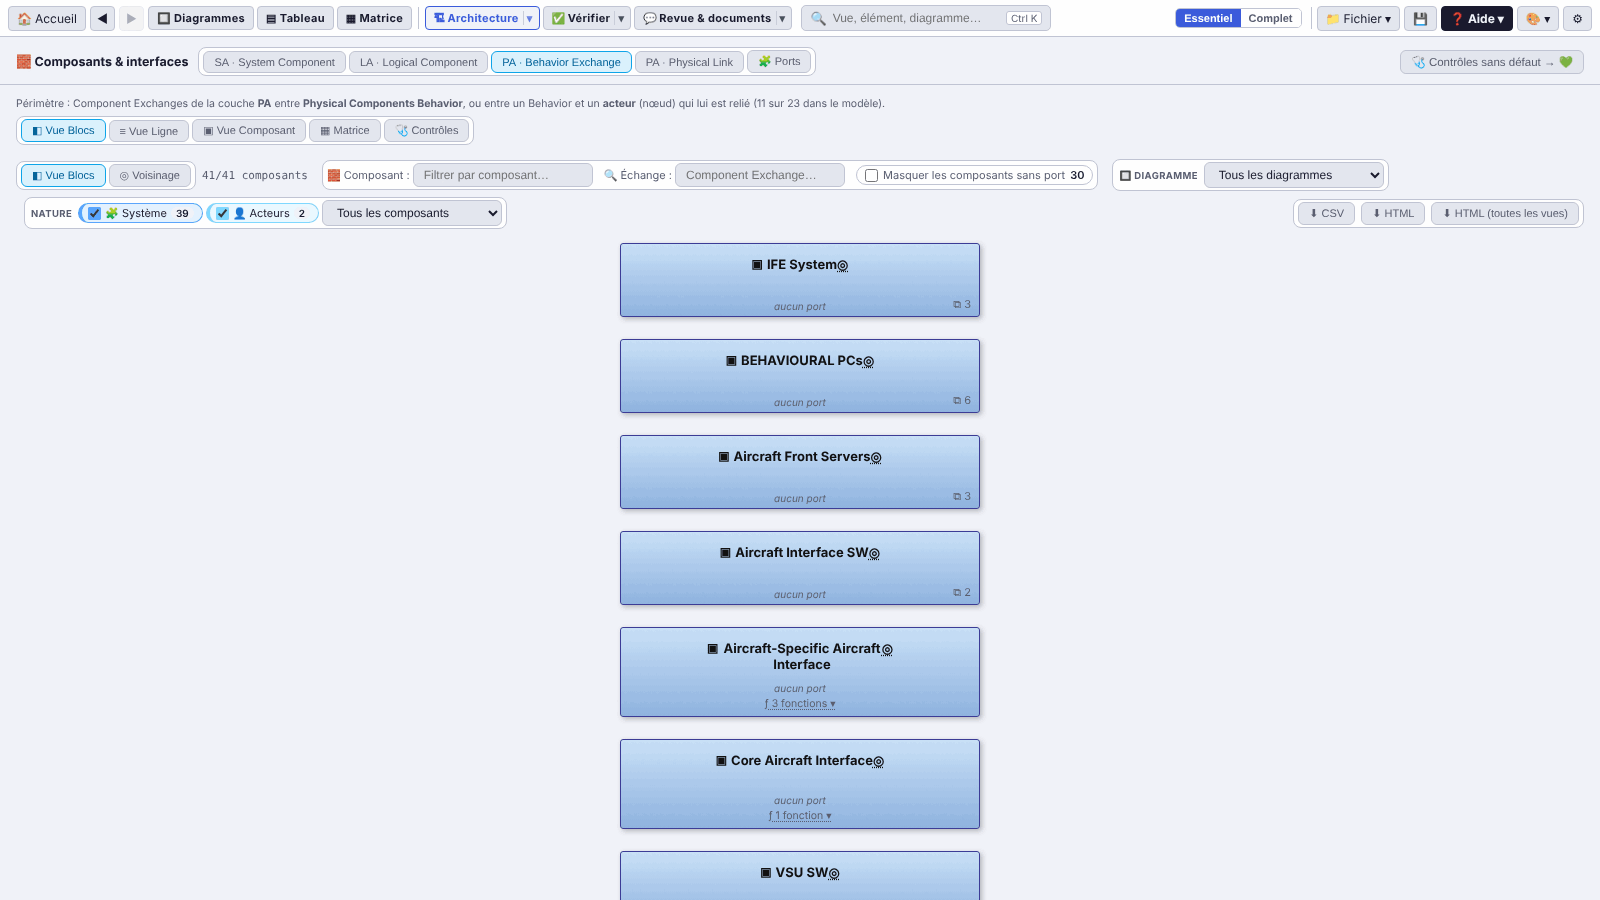 🏠 Accueil ◀ ▶ 🔲 Diagrammes ▤ Tableau ▦ Matrice 🏗 Architecture ▾ ✅ Vérifier ▾ 💬 Revue & documents ▾ 🔍 Vue, élément, diagramme… Ctrl K Essentiel Complet 📁 Fichier ▾ 💾 ❓ Aide ▾ 🎨 ▾ ⚙
🧱 Composants & interfaces SA · System Component LA · Logical Component PA · Behavior Exchange PA · Physical Link 🧩 Ports 🩺 Contrôles sans défaut → 💚
Périmètre : Component Exchanges de la couche PA entre Physical Components Behavior, ou entre un Behavior et un acteur (nœud) qui lui est relié (11 sur 23 dans le modèle).
◧ Vue Blocs ≡ Vue Ligne ▣ Vue Composant ▦ Matrice 🩺 Contrôles
◧ Vue Blocs ◎ Voisinage 41/41 composants 🧱 Composant : Filtrer par composant… 🔍 Échange : Component Exchange… Masquer les composants sans port 30 🔲 DIAGRAMME Tous les diagrammes
NATURE 🧩 Système 39 👤 Acteurs 2 Tous les composants ⬇ CSV ⬇ HTML ⬇ HTML (toutes les vues)
▣ IFE System◎
aucun port ⧉ 3
▣ BEHAVIOURAL PCs◎
aucun port ⧉ 6
▣ Aircraft Front Servers◎
aucun port ⧉ 3
▣ Aircraft Interface SW◎
aucun port ⧉ 2
▣ Aircraft-Specific Aircraft◎
Interface
aucun port
ƒ 3 fonctions ▾
▣ Core Aircraft Interface◎
aucun port
ƒ 1 fonction ▾
▣ VSU SW◎